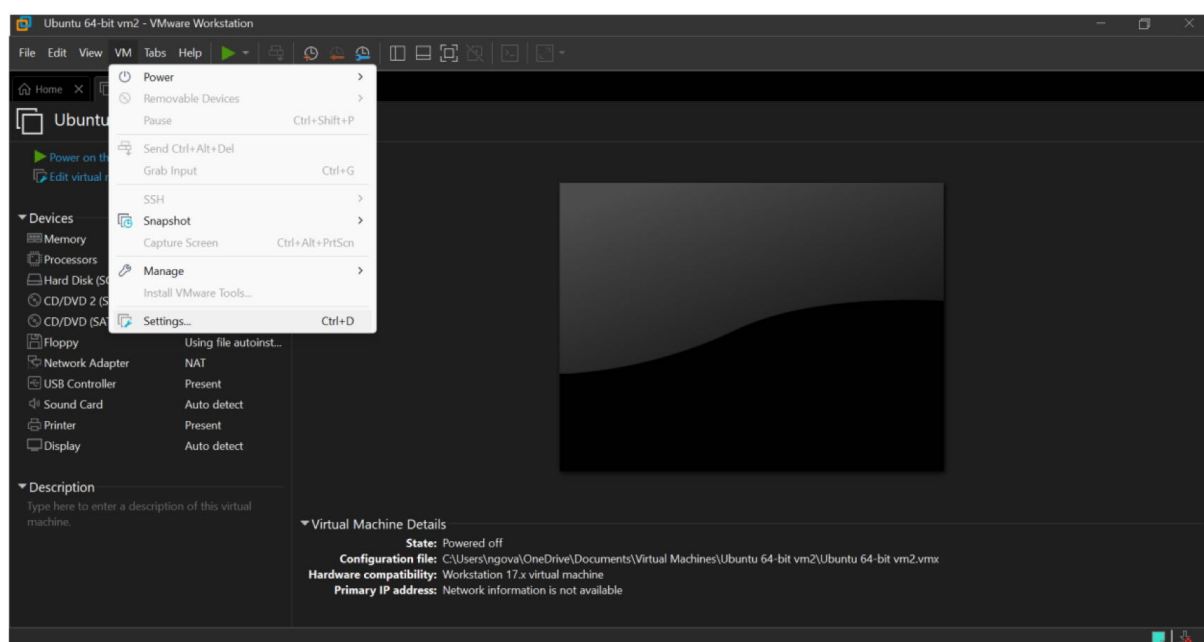 Ubuntu 64-bit vm2 - VMware Workstation
File Edit View VM Tabs Help
Home
Ubuntu
Power on th
Edit virtual
Power
Removable Devices
Pause Ctrl+Shift+P
Send Ctrl+Alt+Del
Grab Input Ctrl+G
SSH
Snapshot
Capture Screen Ctrl+Alt+PrtScn
Manage
Install VMware Tools...
Settings... Ctrl+D
Devices
Memory
Processors
Hard Disk (SC
CD/DVD 2 (S
CD/DVD (SA
Floppy Using file autoinst...
Network Adapter NAT
USB Controller Present
Sound Card Auto detect
Printer Present
Display Auto detect
Description
Type here to enter a description of this virtual
machine.
Virtual Machine Details
State: Powered off
Configuration file: C:\Users\ngova\OneDrive\Documents\Virtual Machines\Ubuntu 64-bit vm2\Ubuntu 64-bit vm2.vmx
Hardware compatibility: Workstation 17.x virtual machine
Primary IP address: Network information is not available